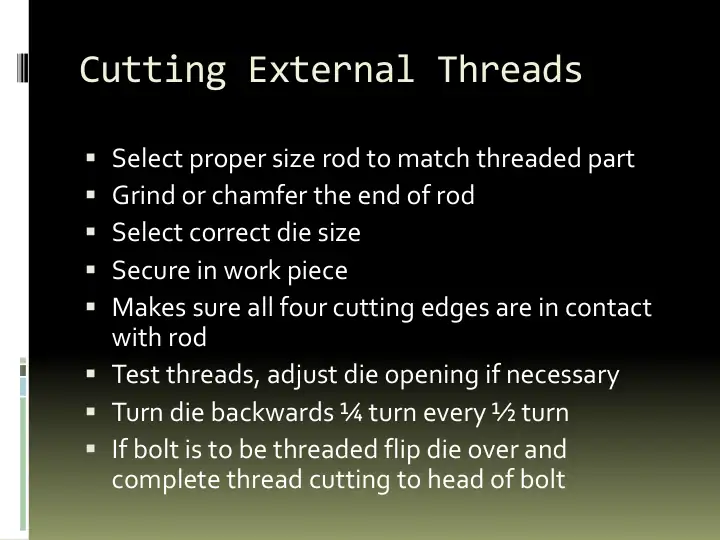 Cutting External Threads
▪ Select proper size rod to match threaded part
▪ Grind or chamfer the end of rod
▪ Select correct die size
▪ Secure in work piece
▪ Makes sure all four cutting edges are in contact
with rod
▪ Test threads, adjust die opening if necessary
▪ Turn die backwards ¼ turn every ½ turn
▪ If bolt is to be threaded flip die over and
complete thread cutting to head of bolt